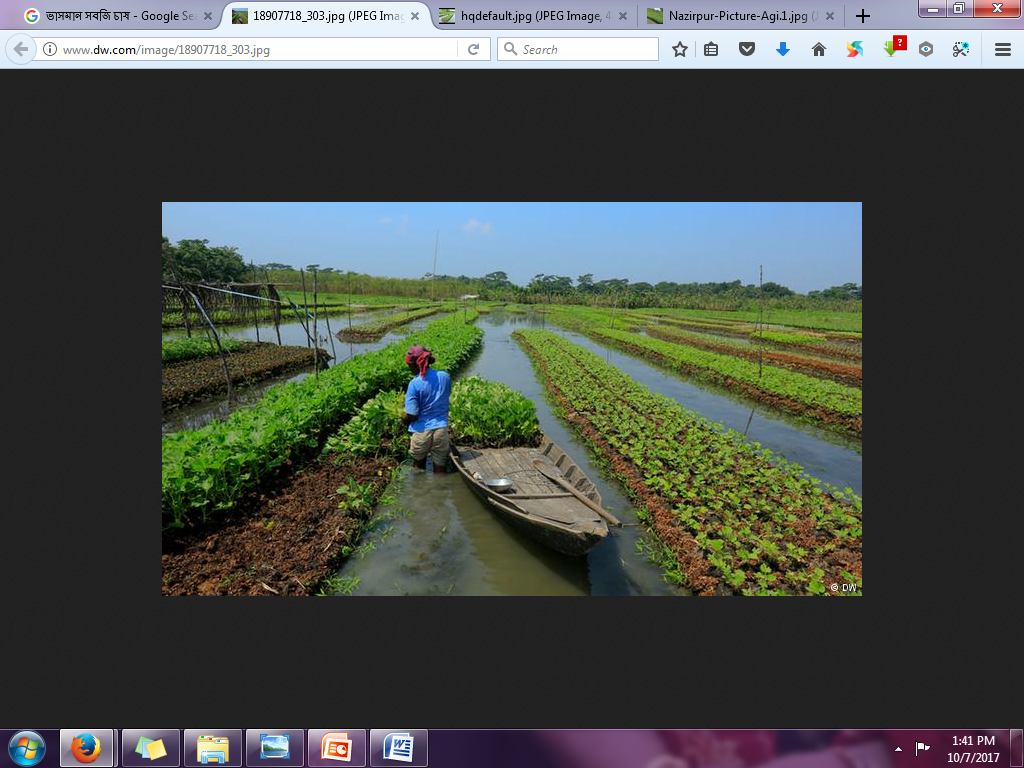 ভাসমান সবজি চাষ - Google Se
18907718_303.jpg (JPEG Imag
hqdefault.jpg (JPEG Image, 4
Nazirpur-Picture-Agi.1.jpg (J
www.dw.com/image/18907718_303.jpg
Search
?
© DW
1:41 PM
10/7/2017